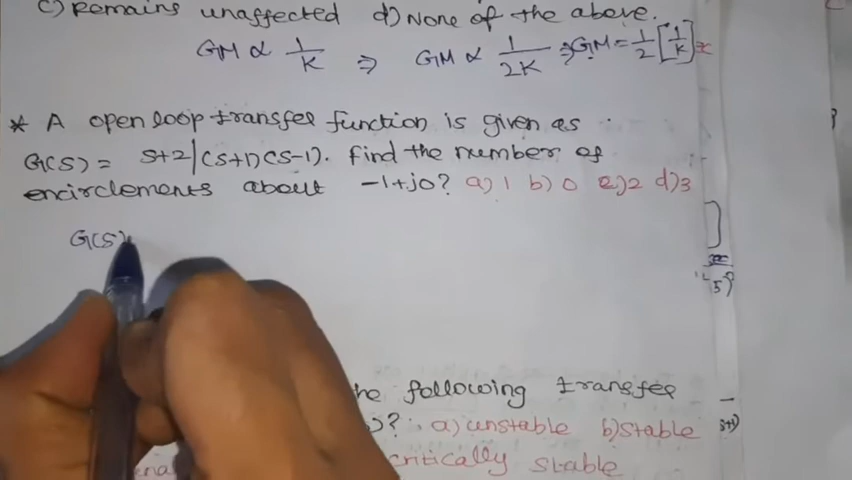 c) Remains unaffected d) None of the above.
GM ∝ 1/K ⇒ GM ∝ 1/2K ⇒ GM = 1/2 [1/K]
* A open loop transfer function is given as
G(s) = s+2/(s+1)(s-1). Find the number of
encirclements about -1+j0? a) 1 b) 0 c) 2 d) 3
G(s)
following transfer
? a) unstable b) stable
critically stable